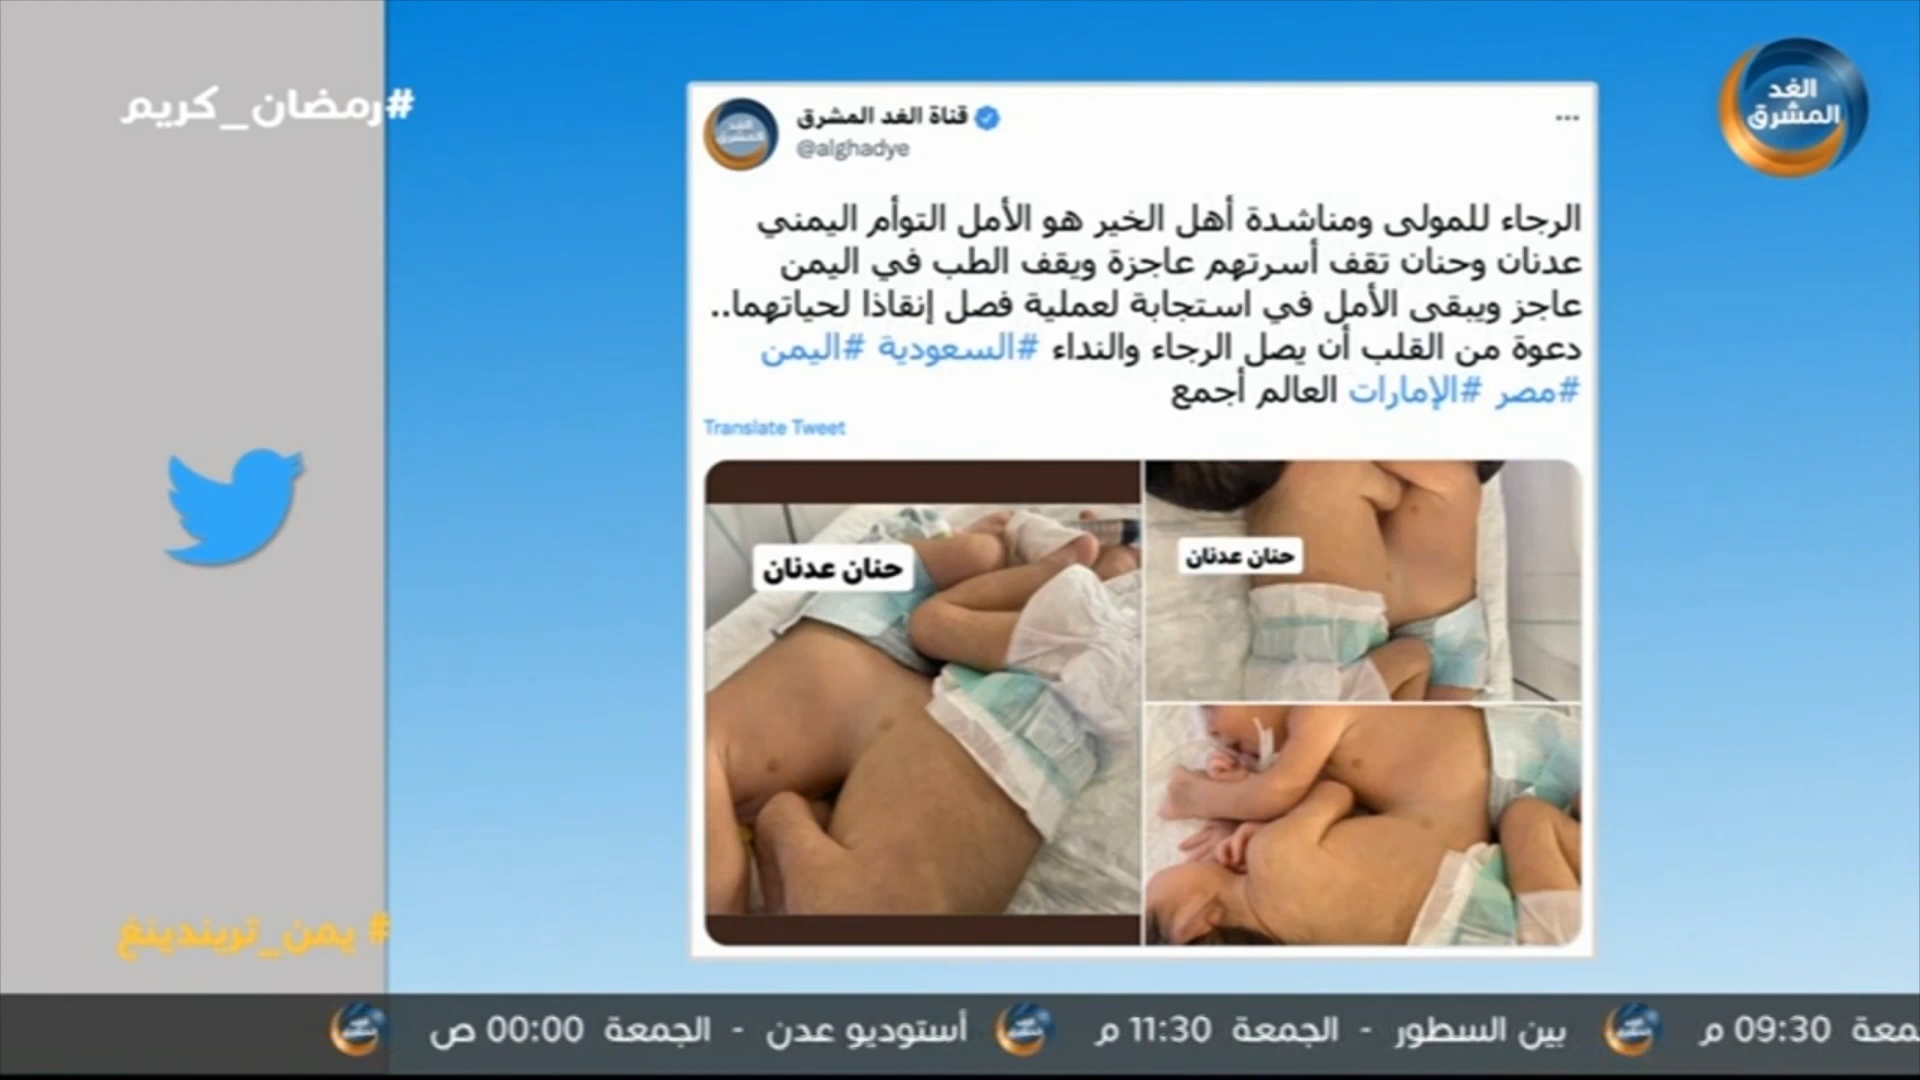 #رمضان_كريم
الغد
المشرق
قناة الغد المشرق
@alghadye
الرجاء للمولى ومناشدة أهل الخير هو الأمل التوأم اليمني
عدنان وحنان تقف أسرتهم عاجزة ويقف الطب في اليمن
عاجز ويبقى الأمل في استجابة لعملية فصل إنقاذا لحياتهما..
دعوة من القلب أن يصل الرجاء والنداء #السعودية #اليمن
#مصر #الإمارات العالم أجمع
Translate Tweet
حنان عدنان
حنان عدنان
# يمن_تريندينغ
09:30 م بين السطور - الجمعة 11:30 م أستوديو عدن - الجمعة 00:00 ص